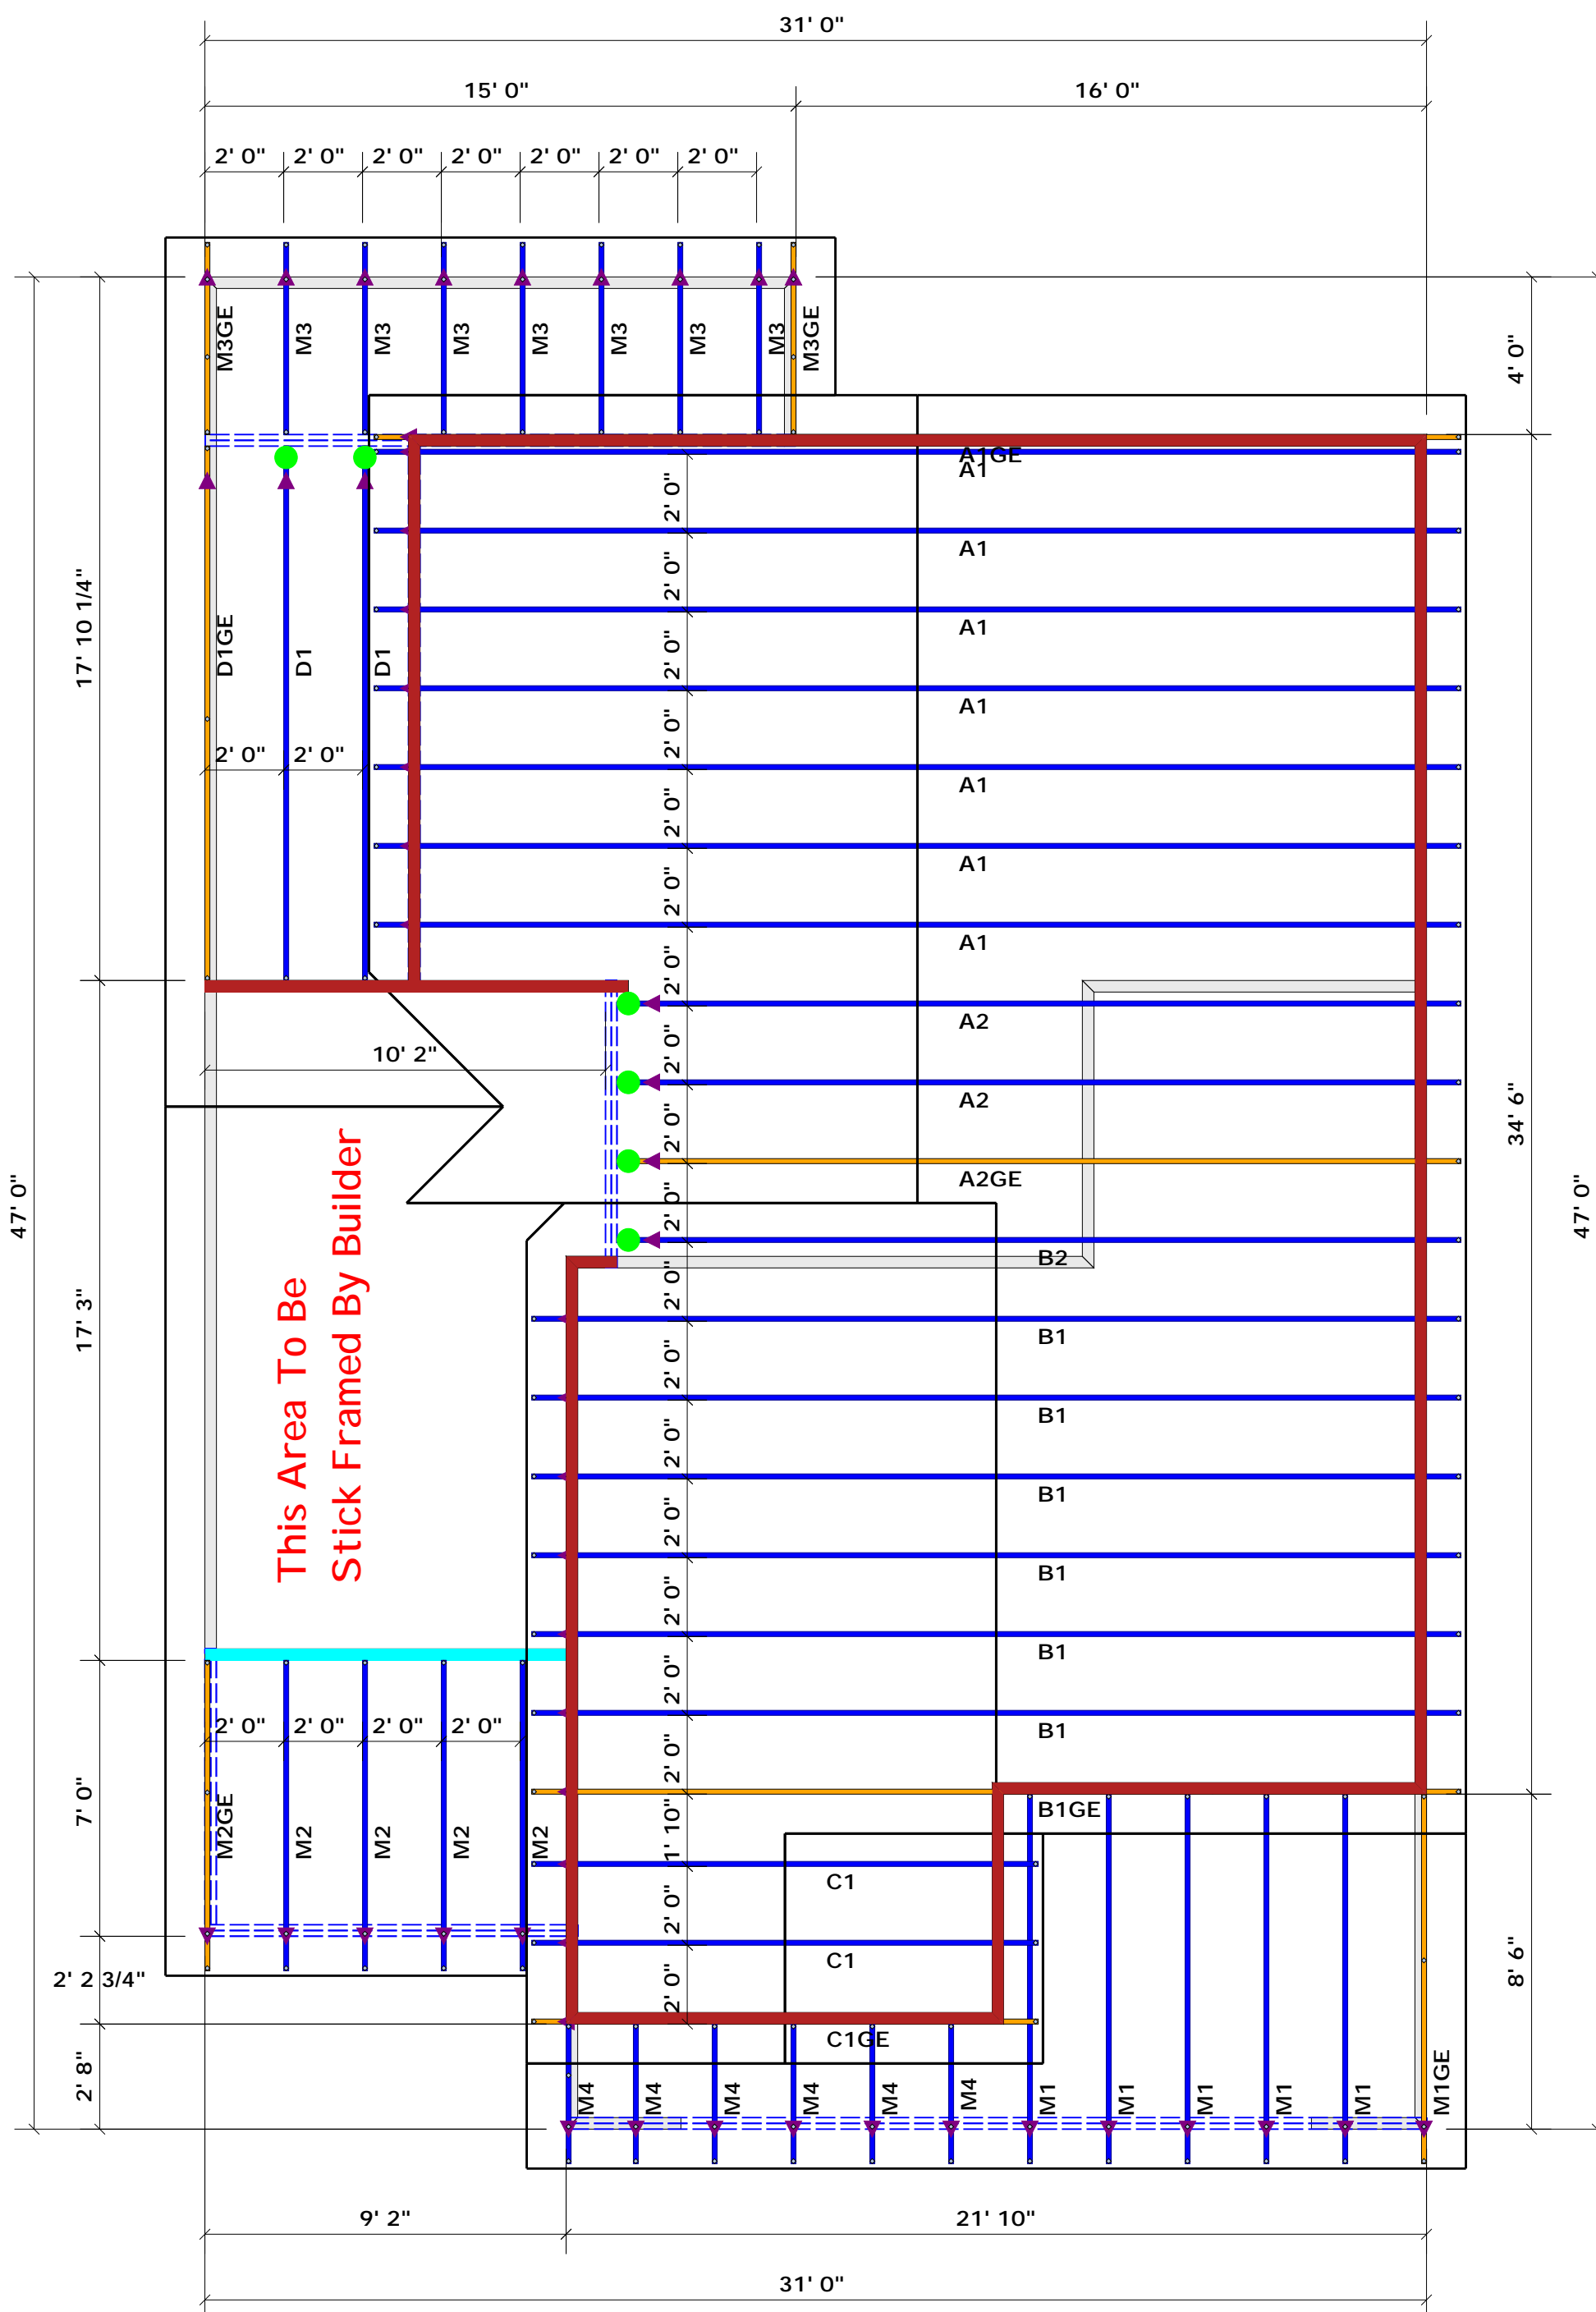 31' 0"
15' 0"
16' 0"
2' 0"
2' 0"
2' 0"
2' 0"
2' 0"
2' 0"
2' 0"
M3GE
M3
M3
M3
M3
M3
M3
M3
M3GE
4' 0"
A1GE
A1
2' 0"
A1
2' 0"
A1
2' 0"
A1
2' 0"
A1
2' 0"
A1
2' 0"
A1
17' 10 1/4"
D1GE
D1
D1
2' 0"
2' 0"
2' 0"
A2
10' 2"
2' 0"
A2
2' 0"
A2GE
34' 6"
47' 0"
47' 0"
2' 0"
B2
This Area To Be
Stick Framed By Builder
2' 0"
B1
17' 3"
2' 0"
B1
2' 0"
B1
2' 0"
B1
2' 0"
B1
2' 0"
B1
2' 0"
2' 0"
2' 0"
2' 0"
2' 0"
B1GE
7' 0"
M2GE
M2
M2
M2
M2
1' 10"
C1
2' 0"
C1
2' 2 3/4"
2' 0"
C1GE
8' 6"
2' 8"
M4
M4
M4
M4
M4
M4
M1
M1
M1
M1
M1
M1GE
9' 2"
21' 10"
31' 0"